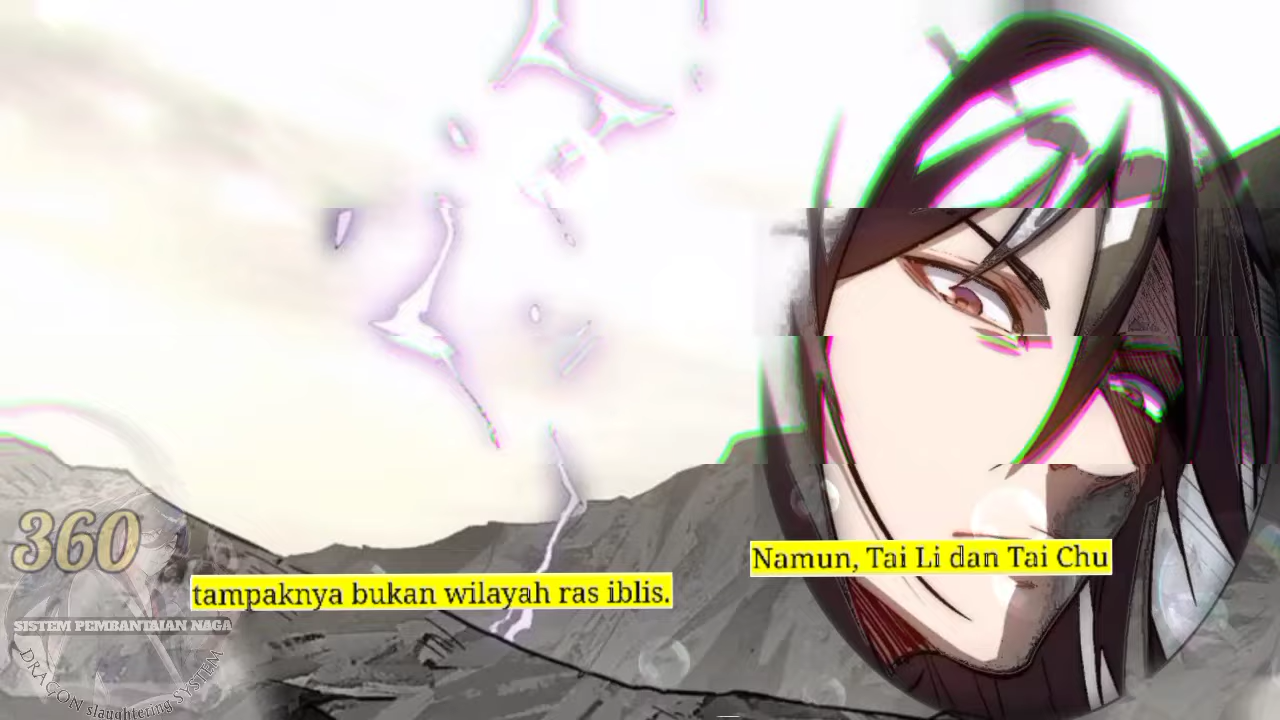 360
tampaknya bukan wilayah ras iblis.
Namun, Tai Li dan Tai Chu
SISTEM PEMBANTAIAN NAGA
DRAGON slaughtering SYSTEM